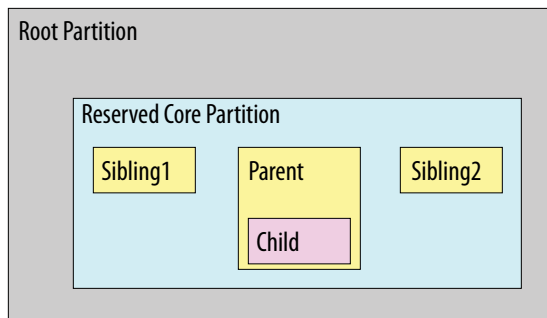 Root Partition
Reserved Core Partition
Sibling1
Parent
Sibling2
Child